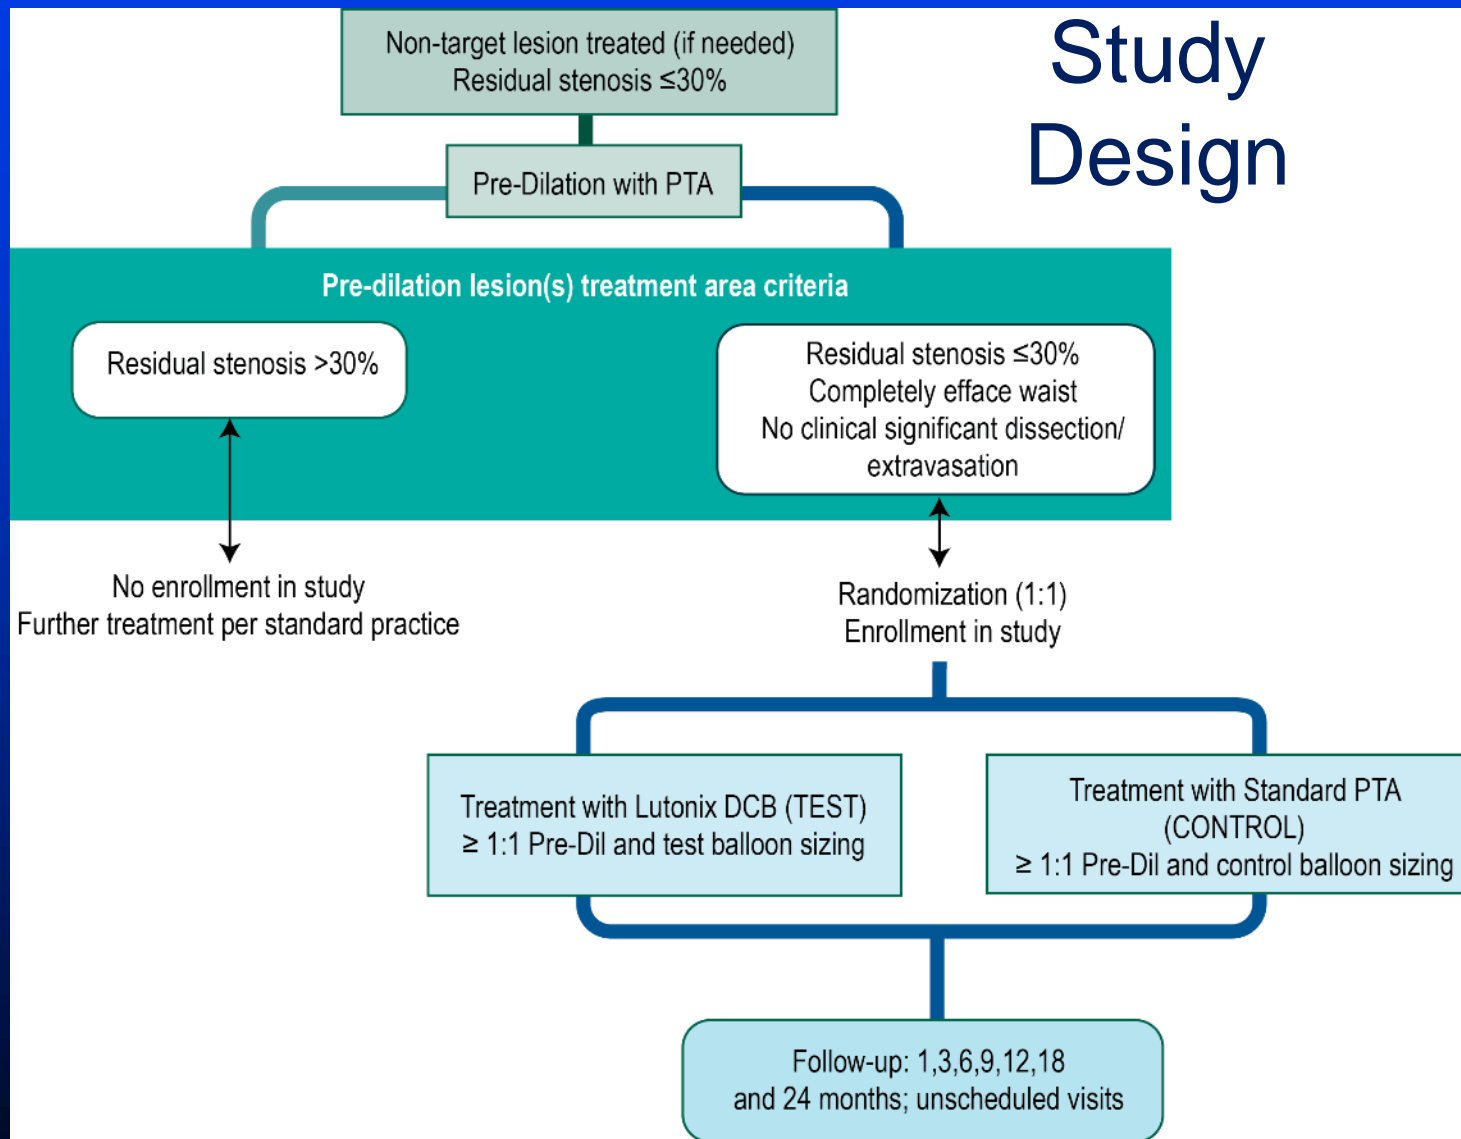 Study
Design
Non-target lesion treated (if needed)
Residual stenosis ≤30%
Pre-Dilation with PTA
Pre-dilation lesion(s) treatment area criteria
Residual stenosis >30%
Residual stenosis ≤30%
Completely efface waist
No clinical significant dissection/
extravasation
No enrollment in study
Further treatment per standard practice
Randomization (1:1)
Enrollment in study
Treatment with Lutonix DCB (TEST)
≥ 1:1 Pre-Dil and test balloon sizing
Treatment with Standard PTA
(CONTROL)
≥ 1:1 Pre-Dil and control balloon sizing
Follow-up: 1,3,6,9,12,18
and 24 months; unscheduled visits